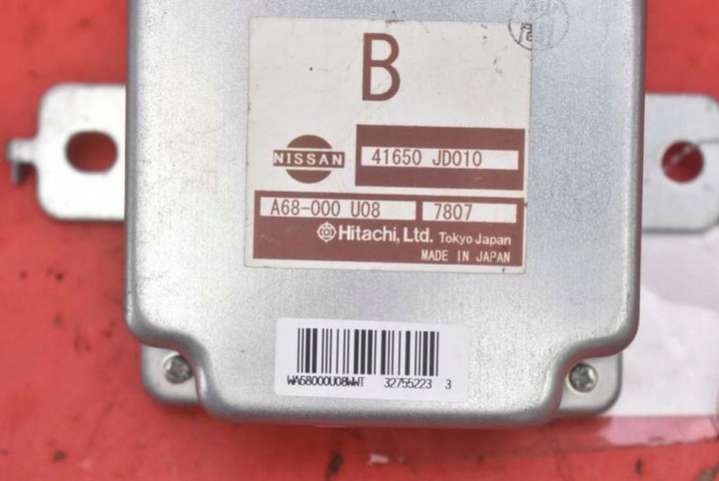 B
NISSAN
41650 JD010
A68-000 U08 7807
Hitachi, Ltd. Tokyo Japan
MADE IN JAPAN
WA68000U08WWT 32755223 3